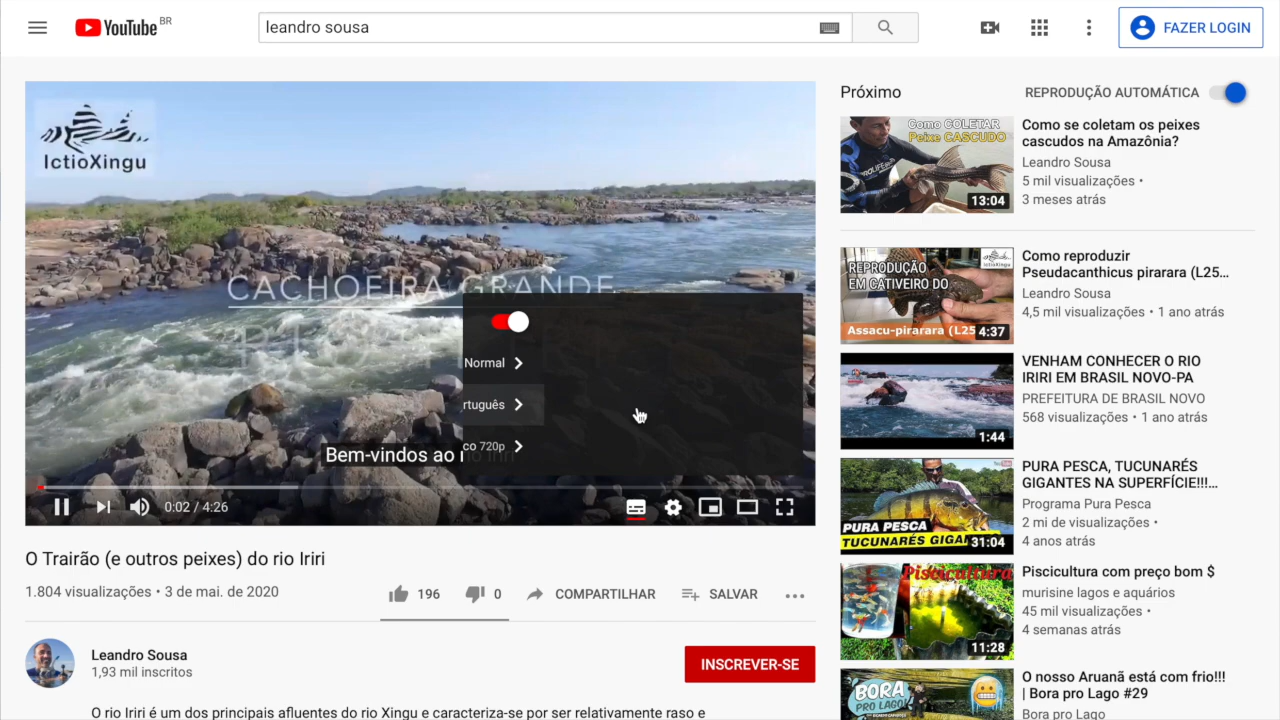 YouTube BR
leandro sousa
FAZER LOGIN
IctioXingu
CACHOEIRA GRANDE
Normal
rtuguês
co 720p
Bem-vindos ao rio Iriri
0:02 / 4:26
O Trairão (e outros peixes) do rio Iriri
1.804 visualizações • 3 de mai. de 2020
196
0
COMPARTILHAR
SALVAR
Leandro Sousa
1,93 mil inscritos
INSCREVER-SE
O rio Iriri é um dos principais afluentes do rio Xingu e caracteriza-se por ser relativamente raso e
Próximo
REPRODUÇÃO AUTOMÁTICA
Como COLETAR
Peixe CASCUDO
13:04
Como se coletam os peixes
cascudos na Amazônia?
Leandro Sousa
5 mil visualizações •
3 meses atrás
REPRODUÇÃO
EM CATIVEIRO DO
Assacu-pirarara (L25
4:37
Como reproduzir
Pseudacanthicus pirarara (L25...
Leandro Sousa
4,5 mil visualizações • 1 ano atrás
1:44
VENHAM CONHECER O RIO
IRIRI EM BRASIL NOVO-PA
PREFEITURA DE BRASIL NOVO
568 visualizações • 1 ano atrás
PURA PESCA
TUCUNARÉS GIGA
31:04
PURA PESCA, TUCUNARÉS
GIGANTES NA SUPERFÍCIE!!!...
Programa Pura Pesca
2 mi de visualizações •
4 anos atrás
Piscicultura
11:28
Piscicultura com preço bom $
murisine lagos e aquários
45 mil visualizações •
4 semanas atrás
BORA
PRO LAGO
O nosso Aruanã está com frio!!!
| Bora pro Lago #29
Bora pro Lago